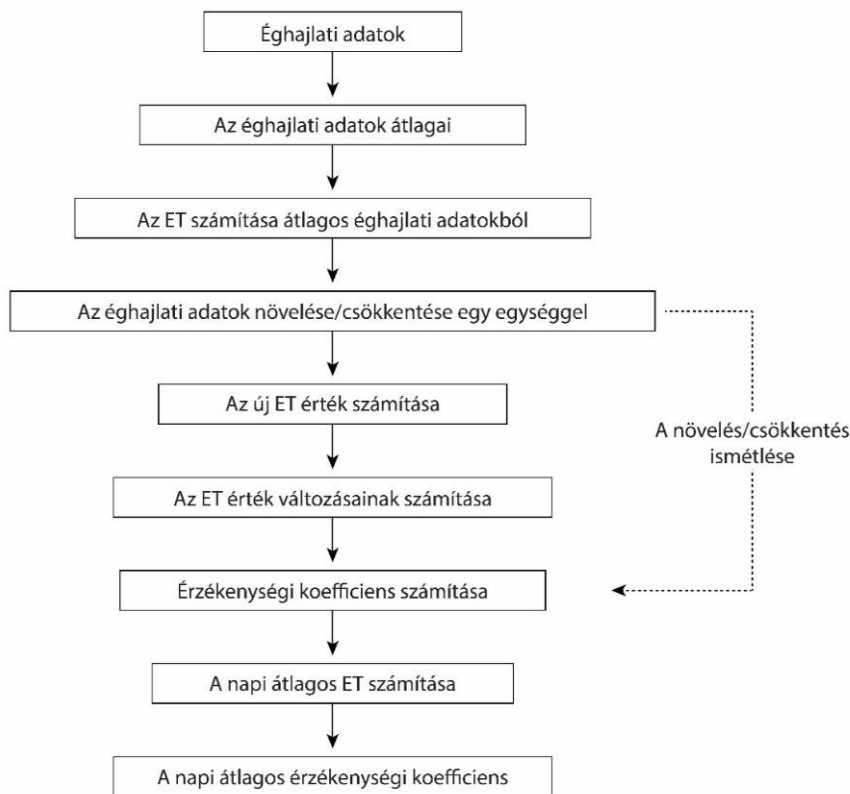 Éghajlati adatok
Az éghajlati adatok átlagai
Az ET számítása átlagos éghajlati adatokból
Az éghajlati adatok növelése/csökkentése egy egységgel
Az új ET érték számítása
A növelés/csökkentés
ismétlése
Az ET érték változásainak számítása
Érzékenységi koefficiens számítása
A napi átlagos ET számítása
A napi átlagos érzékenységi koefficiens